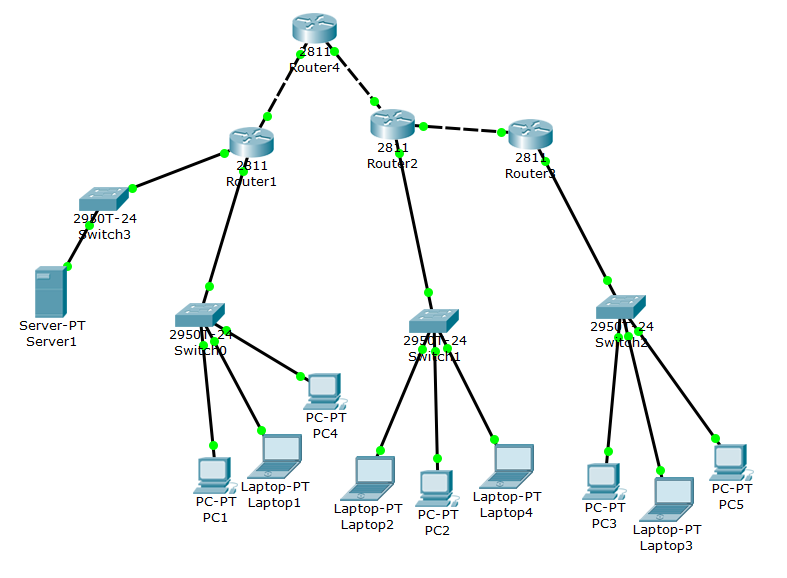 2811
Router4
2811
Router2
2811
Router3
2811
Router1
2950T-24
Switch3
Server-PT
Server1
2950T-24
Switch0
2950T-24
Switch1
2950T-24
Switch2
PC-PT
PC4
PC-PT
PC1
Laptop-PT
Laptop1
Laptop-PT
Laptop2
PC-PT
PC2
Laptop-PT
Laptop4
PC-PT
PC3
Laptop-PT
Laptop3
PC-PT
PC5